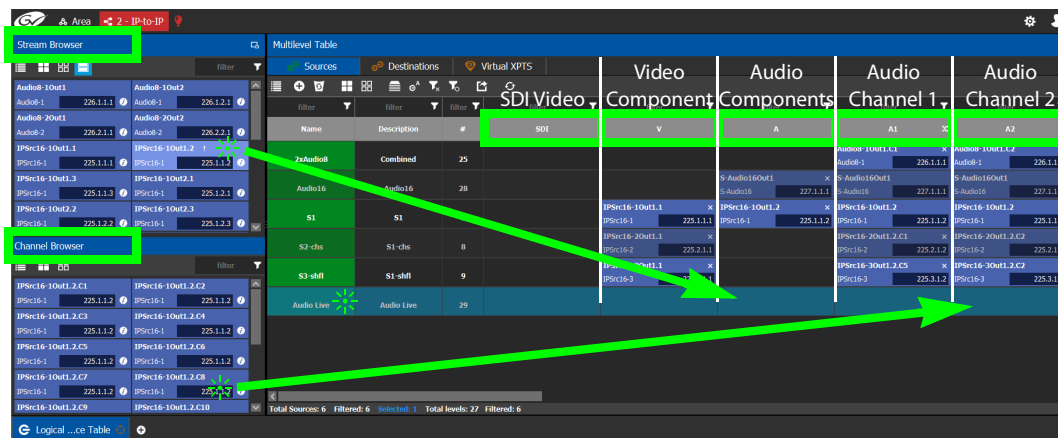 Area
2 - IP-to-IP
Stream Browser
filter
Audio8-1Out1
Audio8-1 226.1.1.1
Audio8-1Out2
Audio8-1 226.1.2.1
Audio8-2Out1
Audio8-2 226.2.1.1
Audio8-2Out2
Audio8-2 226.2.2.1
IPSrc16-1Out1.1
IPSrc16-1 225.1.1.1
IPSrc16-1Out1.2 !
IPSrc16-1 225.1.1.2
IPSrc16-1Out1.3
IPSrc16-1 225.1.1.3
IPSrc16-1Out2.1
IPSrc16-1 225.1.2.1
IPSrc16-1Out2.2
IPSrc16-1 225.1.2.2
IPSrc16-1Out2.3
IPSrc16-1 225.1.2.3
Channel Browser
filter
IPSrc16-1Out1.2.C1
IPSrc16-1 225.1.1.2
IPSrc16-1Out1.2.C2
IPSrc16-1 225.1.1.2
IPSrc16-1Out1.2.C3
IPSrc16-1 225.1.1.2
IPSrc16-1Out1.2.C4
IPSrc16-1 225.1.1.2
IPSrc16-1Out1.2.C5
IPSrc16-1 225.1.1.2
IPSrc16-1Out1.2.C6
IPSrc16-1 225.1.1.2
IPSrc16-1Out1.2.C7
IPSrc16-1 225.1.1.2
IPSrc16-1Out1.2.C8
IPSrc16-1 225.1.1.2
IPSrc16-1Out1.2.C9
IPSrc16-1Out1.2.C10
Multilevel Table
Sources
Destinations
Virtual XPTS
SDI Video
Video
Component
Audio
Components
Audio
Channel 1
Audio
Channel 2
filter filter filter
Name Description # SDI V A A1 A2
2xAudio8 Combined 25
Audio8-1Out1.C1 x
Audio8-1 226.1.1.1
Audio8-1Out1.C2
Audio8-1 226.1.1
Audio16 Audio16 28
S-Audio16Out1 x
S-Audio16 227.1.1.1
S-Audio16Out1 x
S-Audio16 227.1.1.1
S-Audio16Out1
S-Audio16 227.1.1
S1 S1
IPSrc16-1Out1.1 x
IPSrc16-1 225.1.1.1
IPSrc16-1Out1.2 x
IPSrc16-1 225.1.1.2
IPSrc16-1Out1.2 x
IPSrc16-1 225.1.1.2
IPSrc16-1Out1.2
IPSrc16-1 225.1.1
S2-chs S1-chs 8
IPSrc16-2Out1.1 x
IPSrc16-2 225.2.1.1
IPSrc16-2Out1.2.C1 x
IPSrc16-2 225.2.1.2
IPSrc16-2Out1.2.C2
IPSrc16-2 225.2.1
S3-shfl S1-shfl 9
x
IPSrc16-3
IPSrc16-3Out1.2.C5 x
IPSrc16-3 225.3.1.2
IPSrc16-3Out1.2.C2
IPSrc16-3 225.3.1
Audio Live Audio Live 29
Total Sources: 6 Filtered: 6 Selected: 1 Total levels: 27 Filtered: 6
Logical ...ce Table